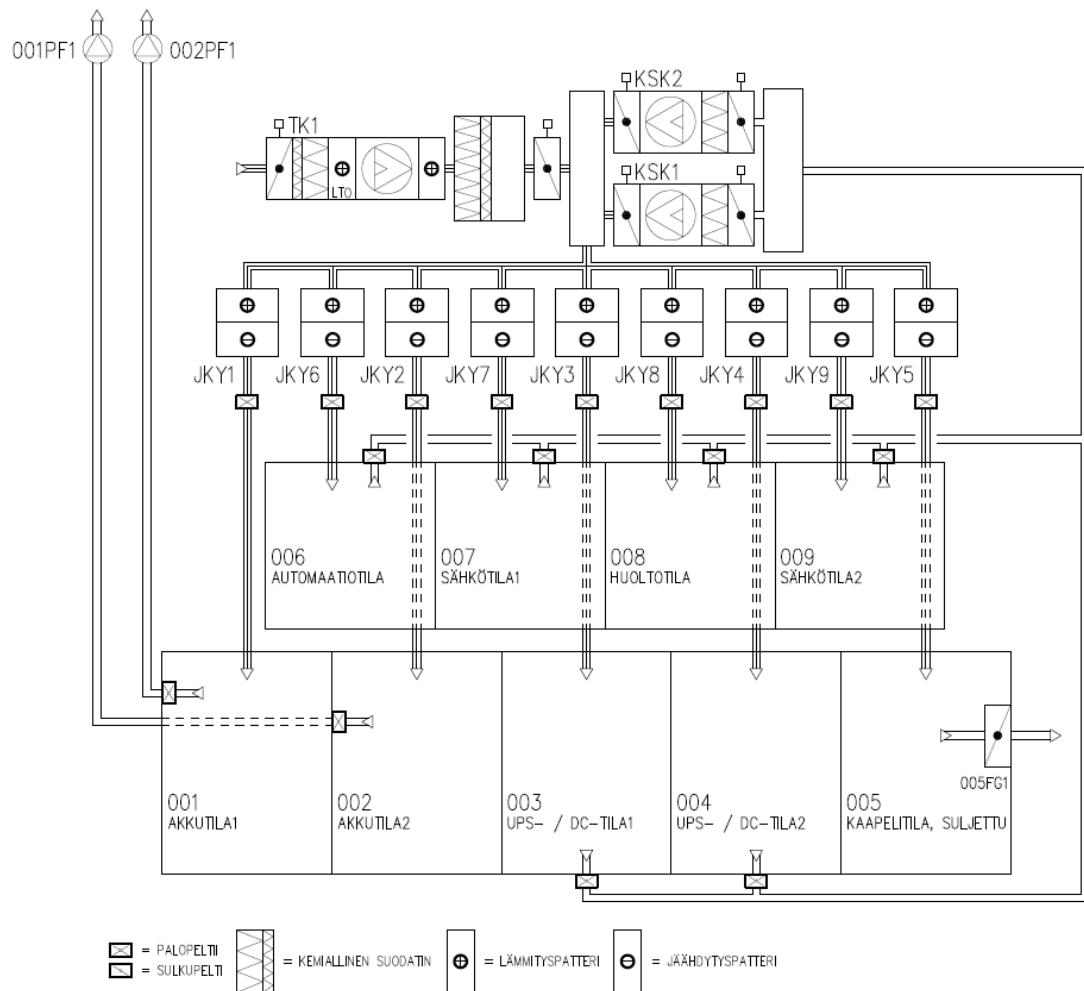 001PF1
002PF1
KSK2
TK1
LTO
KSK1
JKY1
JKY6
JKY2
JKY7
JKY3
JKY8
JKY4
JKY9
JKY5
006
AUTOMAATIOTILA
007
SÄHKÖTILA1
008
HUOLTOTILA
009
SÄHKÖTILA2
005FG1
001
AKKUTILA1
002
AKKUTILA2
003
UPS- / DC-TILA1
004
UPS- / DC-TILA2
005
KAAPELITILA, SULJETTU
= PALOPELTII
= SULKUPELTI
= KEMIALLINEN SUODATIN
= LÄMMITYSPATTERI
= JÄÄHDYTYSPATTERI